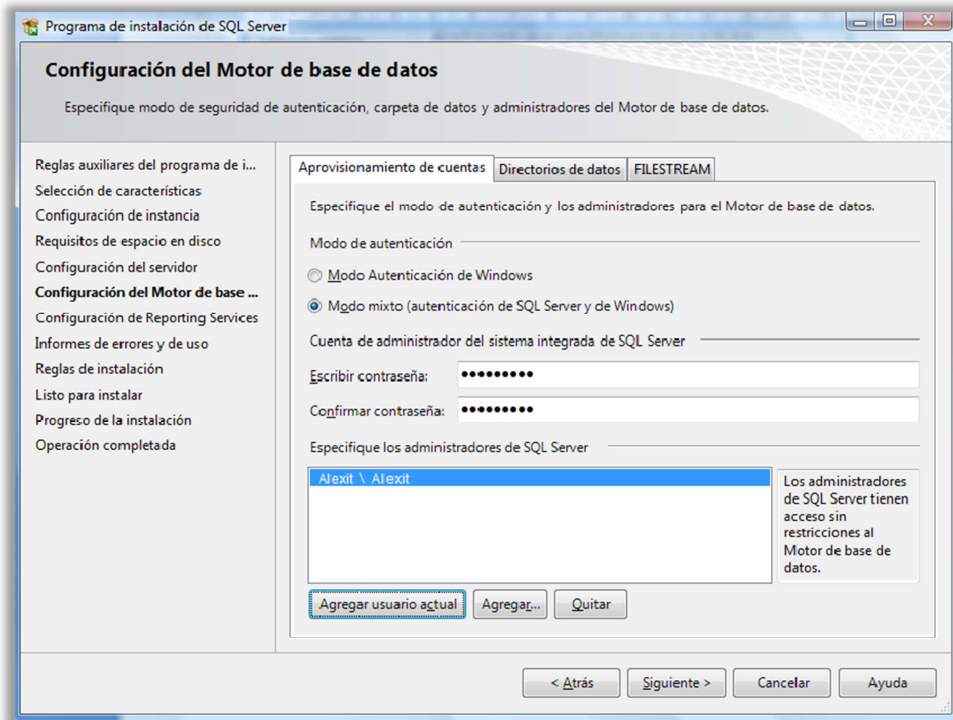 Programa de instalación de SQL Server
Configuración del Motor de base de datos
Especifique modo de seguridad de autenticación, carpeta de datos y administradores del Motor de base de datos.
Reglas auxiliares del programa de i...
Selección de características
Configuración de instancia
Requisitos de espacio en disco
Configuración del servidor
Configuración del Motor de base ...
Configuración de Reporting Services
Informes de errores y de uso
Reglas de instalación
Listo para instalar
Progreso de la instalación
Operación completada
Aprovisionamiento de cuentas
Directorios de datos
FILESTREAM
Especifique el modo de autenticación y los administradores para el Motor de base de datos.
Modo de autenticación
Modo Autenticación de Windows
Modo mixto (autenticación de SQL Server y de Windows)
Cuenta de administrador del sistema integrada de SQL Server
Escribir contraseña:
Confirmar contraseña:
Especifique los administradores de SQL Server
Alexit \ Alexit
Los administradores
de SQL Server tienen
acceso sin
restricciones al
Motor de base de
datos.
Agregar usuario actual
Agregar...
Quitar
< Atrás
Siguiente >
Cancelar
Ayuda